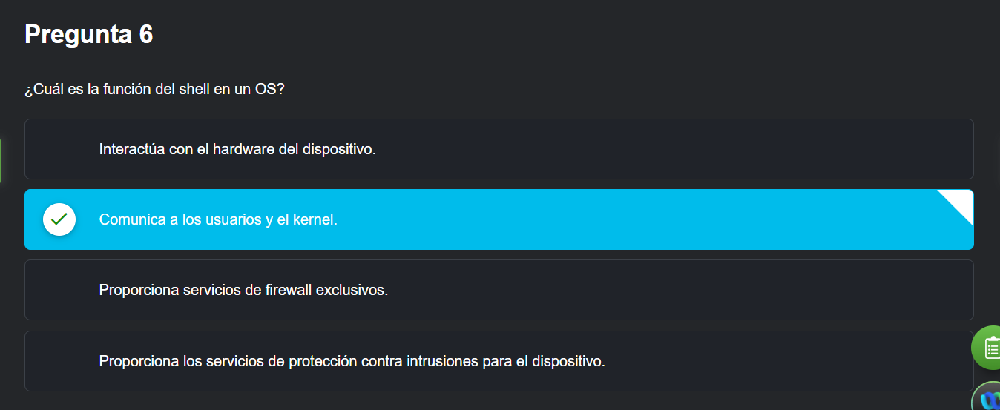 Pregunta 6
¿Cuál es la función del shell en un OS?
Interactúa con el hardware del dispositivo.
Comunica a los usuarios y el kernel.
Proporciona servicios de firewall exclusivos.
Proporciona los servicios de protección contra intrusiones para el dispositivo.